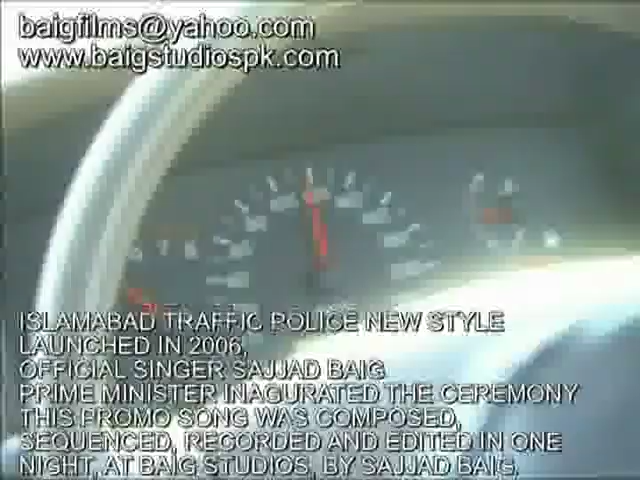 baigfilms@yahoo.com
www.baigstudiospk.com
ISLAMABAD TRAFFIC POLICE NEW STYLE
LAUNCHED IN 2006,
OFFICIAL SINGER SAJJAD BAIG
PRIME MINISTER INAGURATED THE CEREMONY
THIS PROMO SONG WAS COMPOSED,
SEQUENCED, RECORDED AND EDITED IN ONE
NIGHT, AT BAIG STUDIOS, BY SAJJAD BAIG,